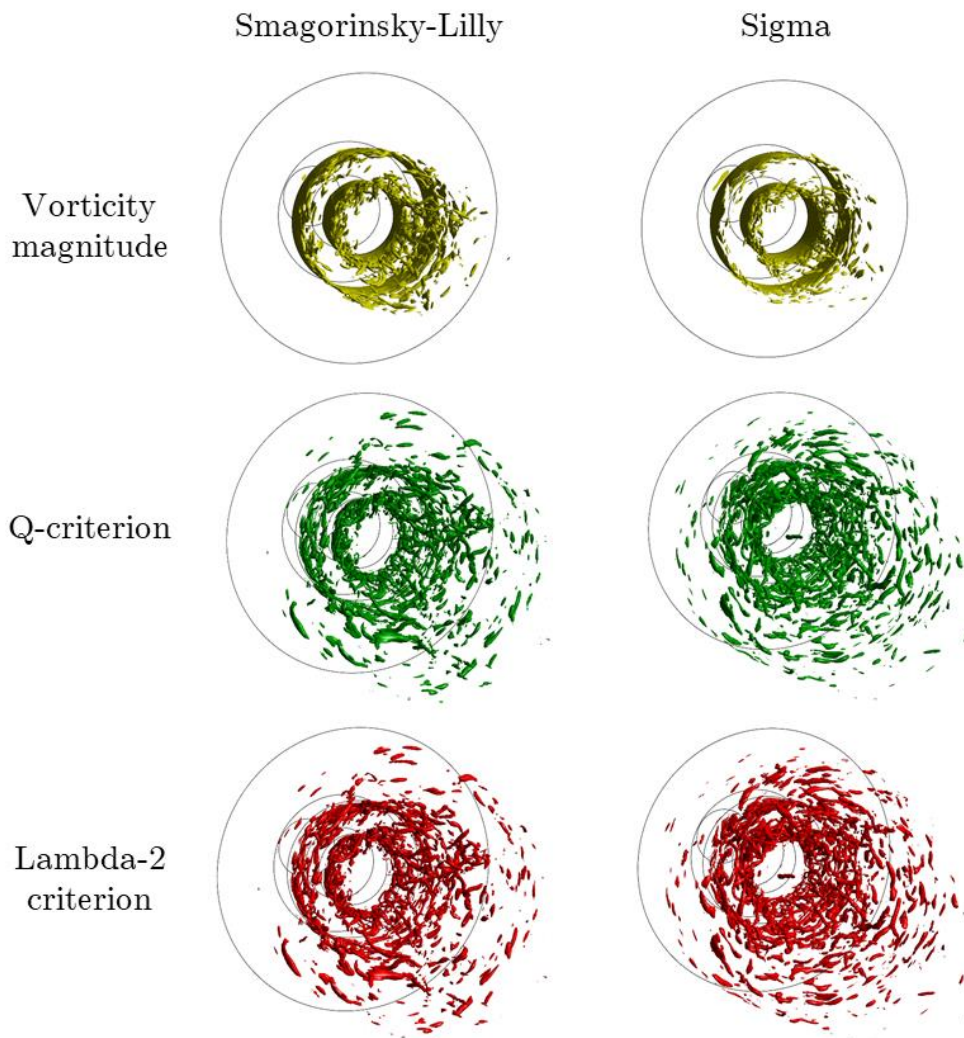 Smagorinsky-Lilly Sigma
Vorticity
magnitude
Q-criterion
Lambda-2
criterion